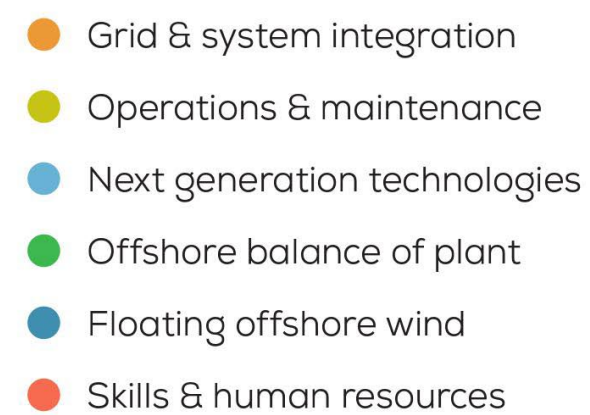 Grid & system integration
Operations & maintenance
Next generation technologies
Offshore balance of plant
Floating offshore wind
Skills & human resources